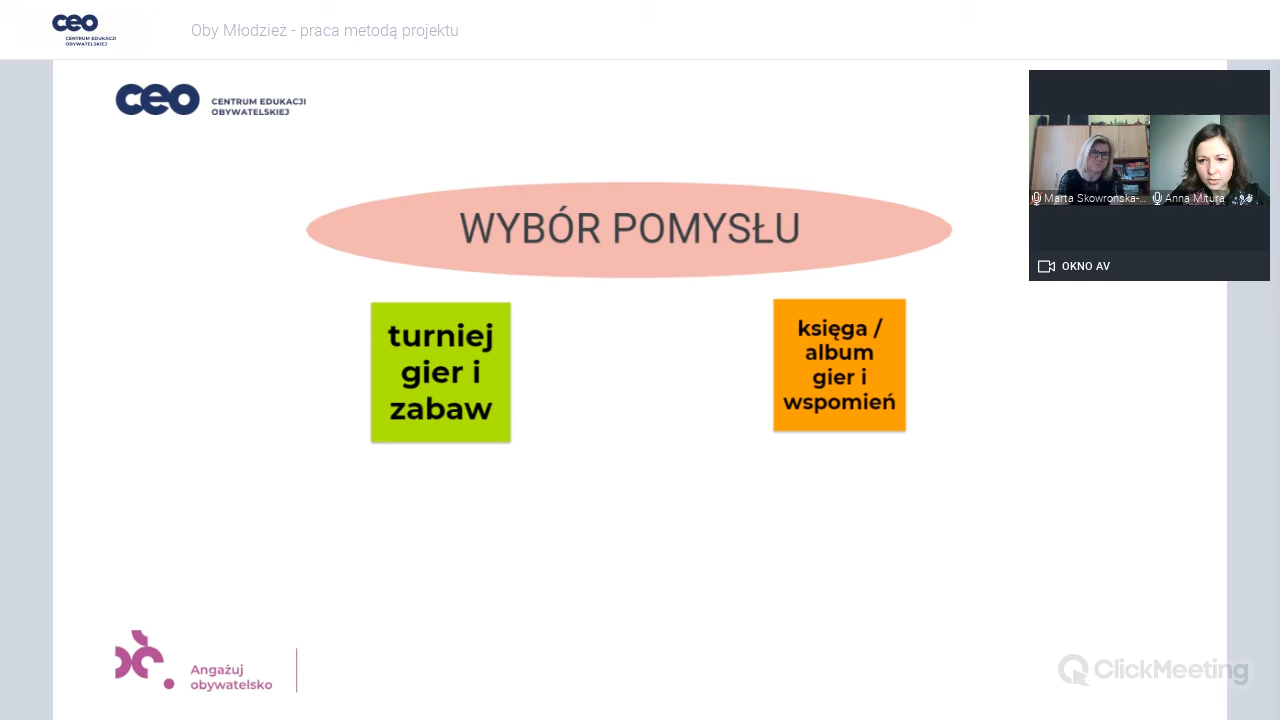 ceo
CENTRUM EDUKACJI
OBYWATELSKIEJ
Oby Młodzież - praca metodą projektu
ceo
CENTRUM EDUKACJI
OBYWATELSKIEJ
Marta Skowrońska-...
Anna Mitura
OKNO AV
WYBÓR POMYSŁU
turniej
gier i
zabaw
księga /
album
gier i
wspomień
Angażuj
obywatelsko
ClickMeeting